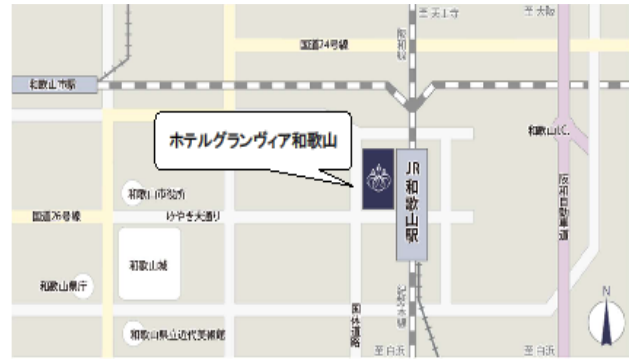 至天王寺
至大阪
阪和線
国道24号線
和歌山市駅
和歌山I.C.
ホテルグランヴィア和歌山
JR和歌山駅
阪和自動車道
和歌山市役所
国道26号線
けやき大通り
和歌山城
和歌山県庁
国体道路
紀勢本線
N
和歌山県立近代美術館
至白浜
至白浜